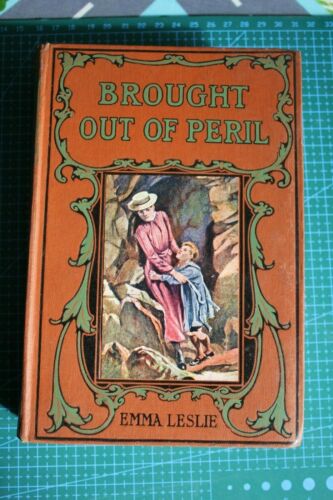 BROUGHT
OUT OF PERIL
EMMA LESLIE